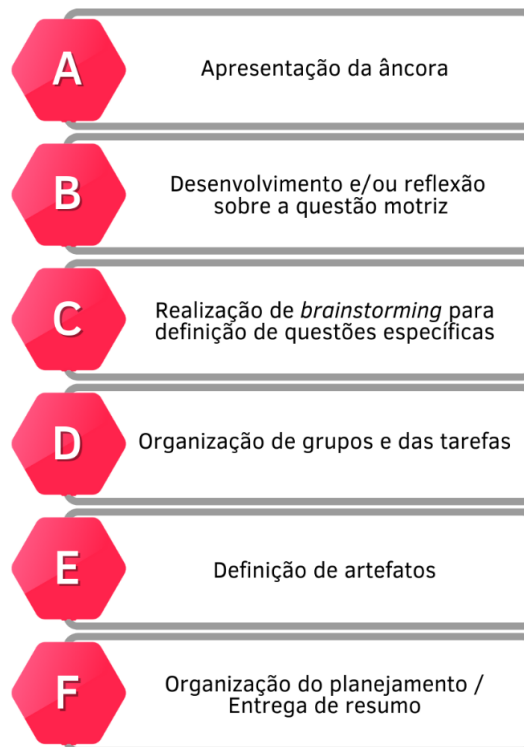 A
Apresentação da âncora
B
Desenvolvimento e/ou reflexão
sobre a questão motriz
C
Realização de brainstorming para
definição de questões específicas
D
Organização de grupos e das tarefas
E
Definição de artefatos
F
Organização do planejamento /
Entrega de resumo